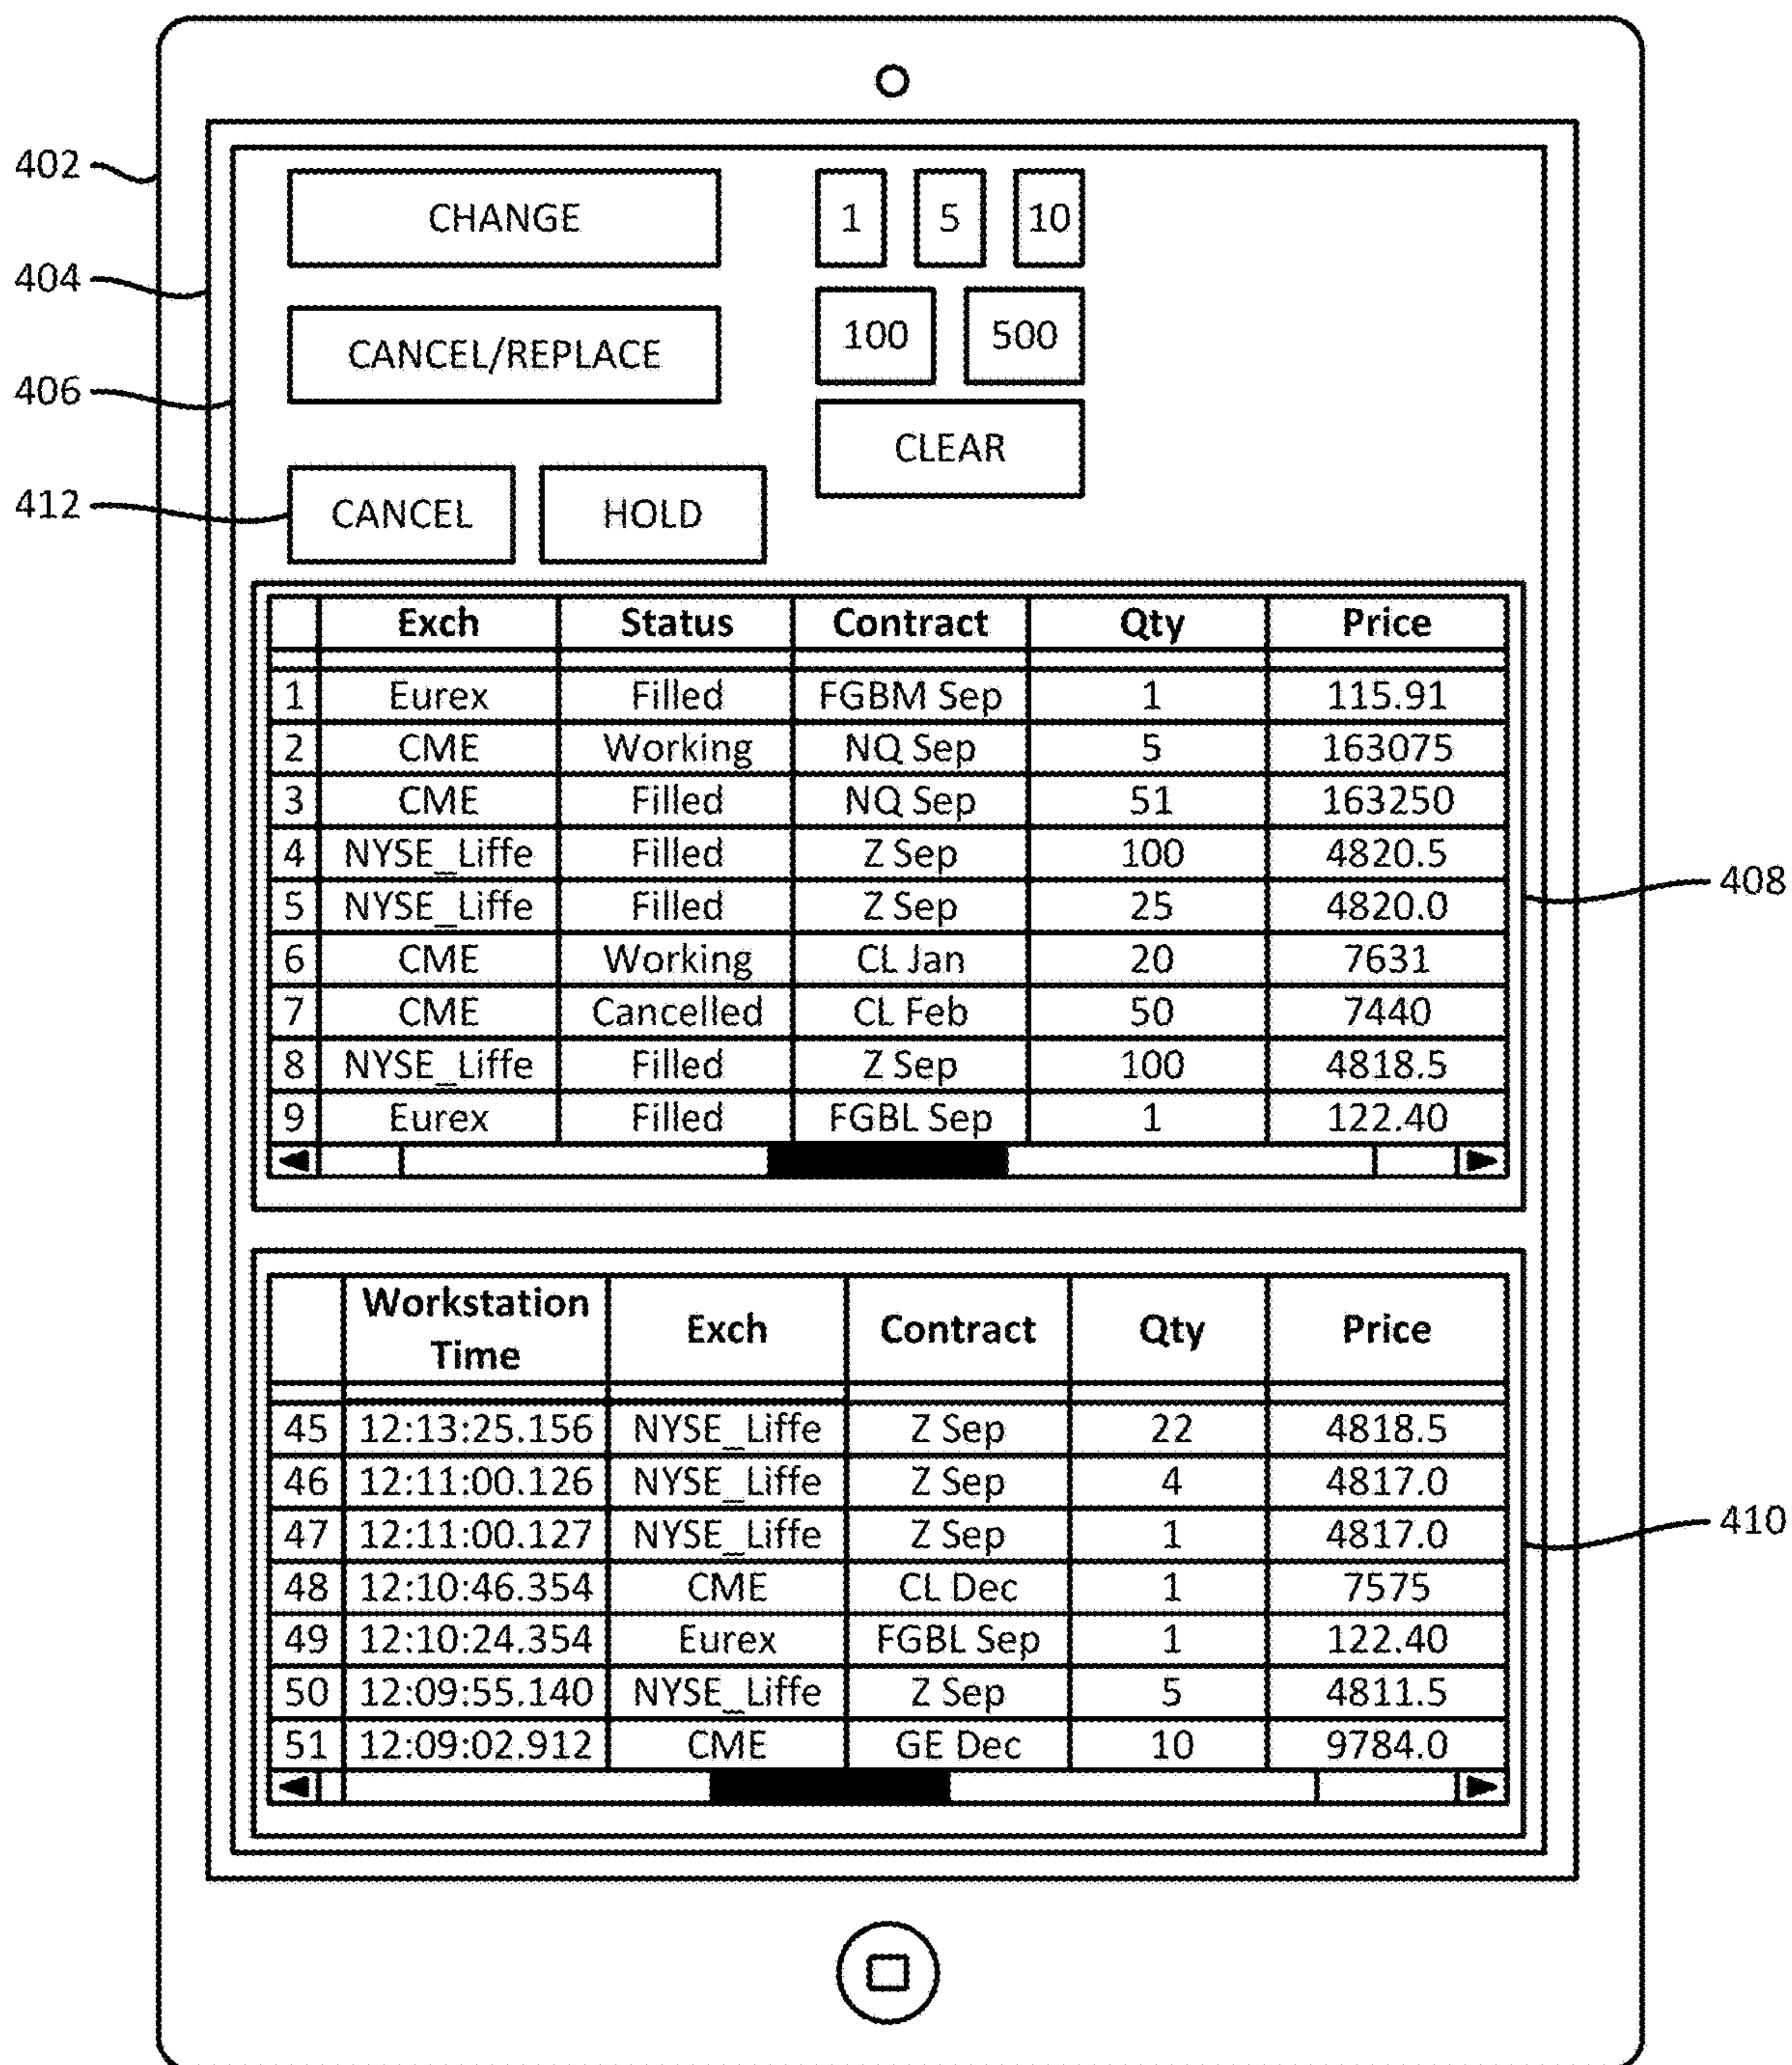 402
CHANGE
1 5 10
404
CANCEL/REPLACE
100 500
406
CLEAR
412
CANCEL HOLD
Exch Status Contract Qty Price
1 Eurex Filled FGBM Sep 1 115.91
2 CME Working NQ Sep 5 163075
3 CME Filled NQ Sep 51 163250
4 NYSE_Liffe Filled Z Sep 100 4820.5
408
5 NYSE_Liffe Filled Z Sep 25 4820.0
6 CME Working CL Jan 20 7631
7 CME Cancelled CL Feb 50 7440
8 NYSE_Liffe Filled Z Sep 100 4818.5
9 Eurex Filled FGBL Sep 1 122.40
Workstation
Time Exch Contract Qty Price
45 12:13:25.156 NYSE_Liffe Z Sep 22 4818.5
46 12:11:00.126 NYSE_Liffe Z Sep 4 4817.0
47 12:11:00.127 NYSE_Liffe Z Sep 1 4817.0
410
48 12:10:46.354 CME CL Dec 1 7575
49 12:10:24.354 Eurex FGBL Sep 1 122.40
50 12:09:55.140 NYSE_Liffe Z Sep 5 4811.5
51 12:09:02.912 CME GE Dec 10 9784.0